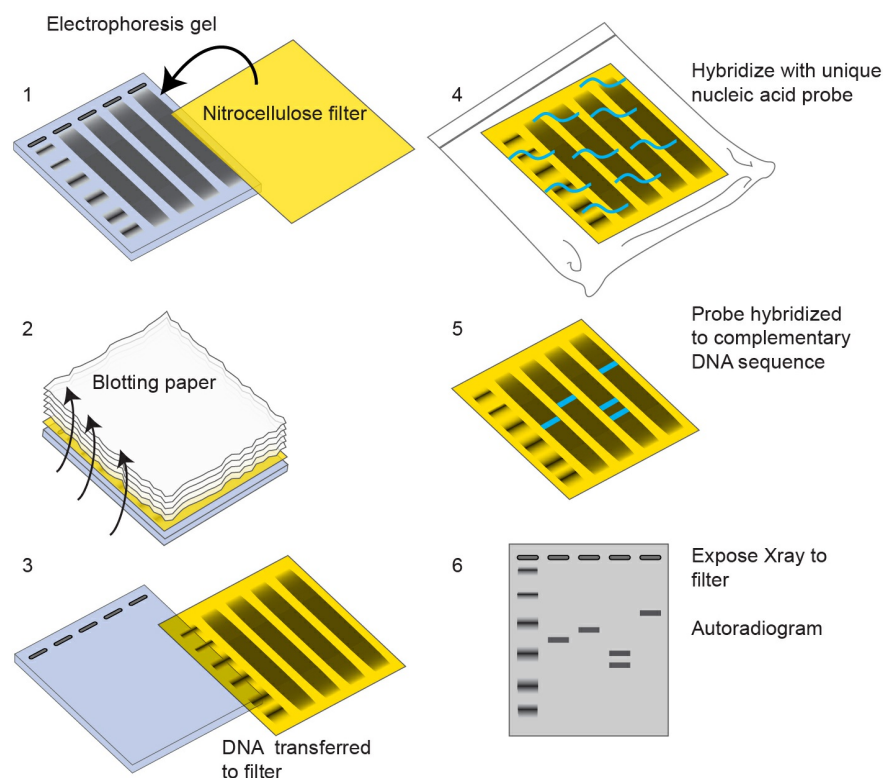 Electrophoresis gel
1
Nitrocellulose filter
2
Blotting paper
3
DNA transferred
to filter
4
Hybridize with unique
nucleic acid probe
5
Probe hybridized
to complementary
DNA sequence
6
Expose Xray to
filter
Autoradiogram